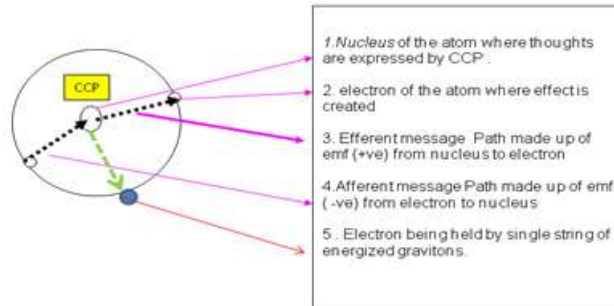 CCP
1.Nucleus of the atom where thoughts
are expressed by CCP .
2. electron of the atom where effect is
created
3. Efferent message Path made up of
emf (+ve) from nucleus to electron
4.Afferent message Path made up of emf
( -ve) from electron to nucleus
5 . Electron being held by single string of
energized gravitons.